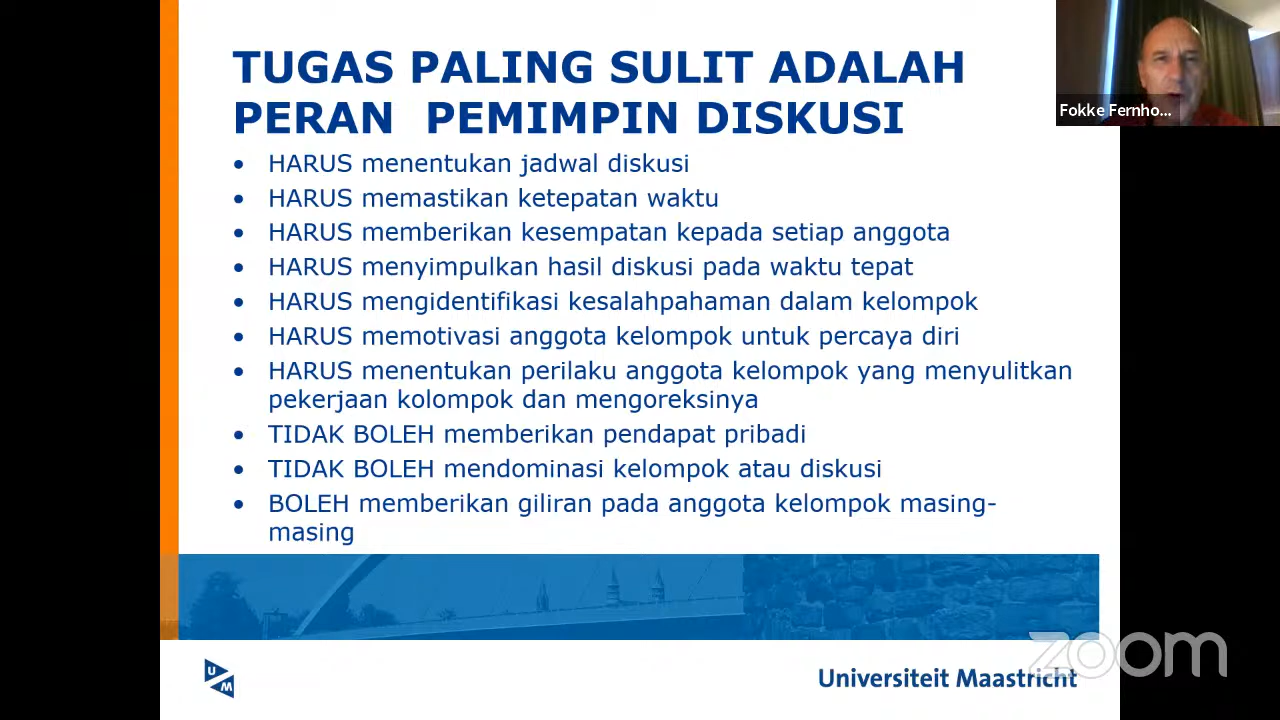 TUGAS PALING SULIT ADALAH
PERAN PEMIMPIN DISKUSI
Fokke Fernho...
• HARUS menentukan jadwal diskusi
• HARUS memastikan ketepatan waktu
• HARUS memberikan kesempatan kepada setiap anggota
• HARUS menyimpulkan hasil diskusi pada waktu tepat
• HARUS mengidentifikasi kesalahpahaman dalam kelompok
• HARUS memotivasi anggota kelompok untuk percaya diri
• HARUS menentukan perilaku anggota kelompok yang menyulitkan
pekerjaan kolompok dan mengoreksinya
• TIDAK BOLEH memberikan pendapat pribadi
• TIDAK BOLEH mendominasi kelompok atau diskusi
• BOLEH memberikan giliran pada anggota kelompok masing-
masing
zoom
U
M
Universiteit Maastricht